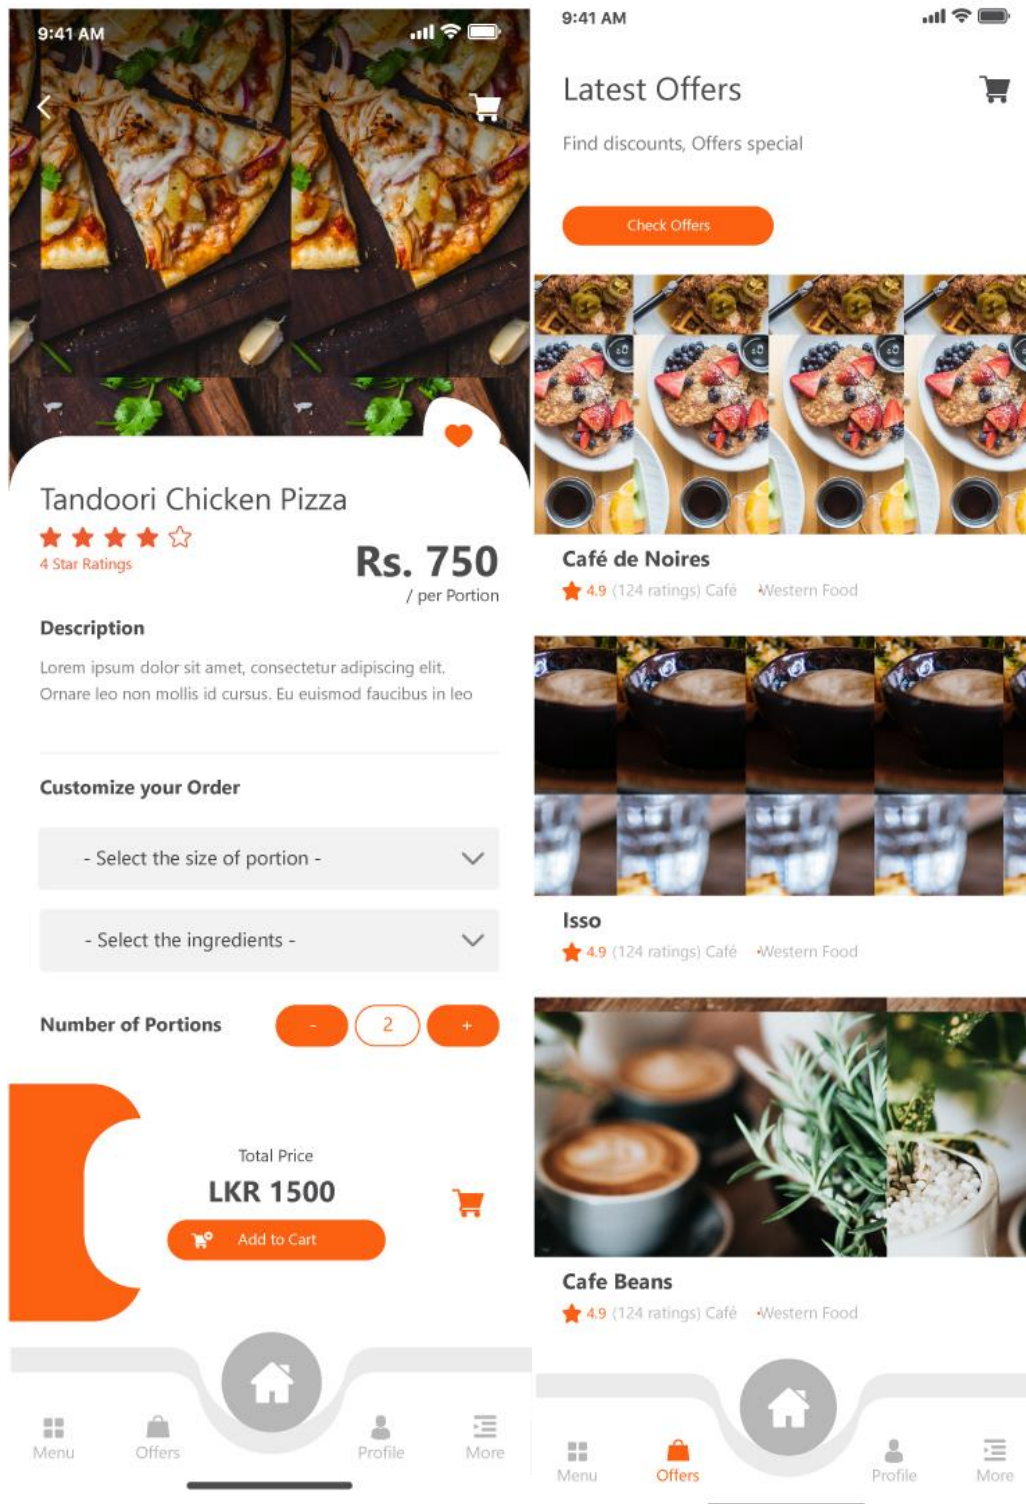 9:41 AM
Tandoori Chicken Pizza
4 Star Ratings
Rs. 750
/ per Portion
Description
Lorem ipsum dolor sit amet, consectetur adipiscing elit.
Ornare leo non mollis id cursus. Eu euismod faucibus in leo
Customize your Order
- Select the size of portion -
- Select the ingredients -
Number of Portions - 2 +
Total Price
LKR 1500
Add to Cart
Menu Offers Profile More
9:41 AM
Latest Offers
Find discounts, Offers special
Check Offers
Café de Noires
4.9 (124 ratings) Café •Western Food
Isso
4.9 (124 ratings) Café •Western Food
Cafe Beans
4.9 (124 ratings) Café •Western Food
Menu Offers Profile More